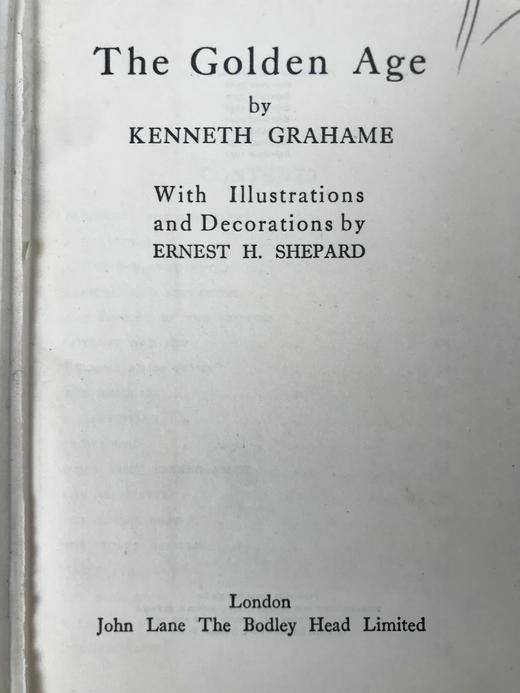 The Golden Age
by
KENNETH GRAHAME
With Illustrations
and Decorations by
ERNEST H. SHEPARD
London
John Lane The Bodley Head Limited